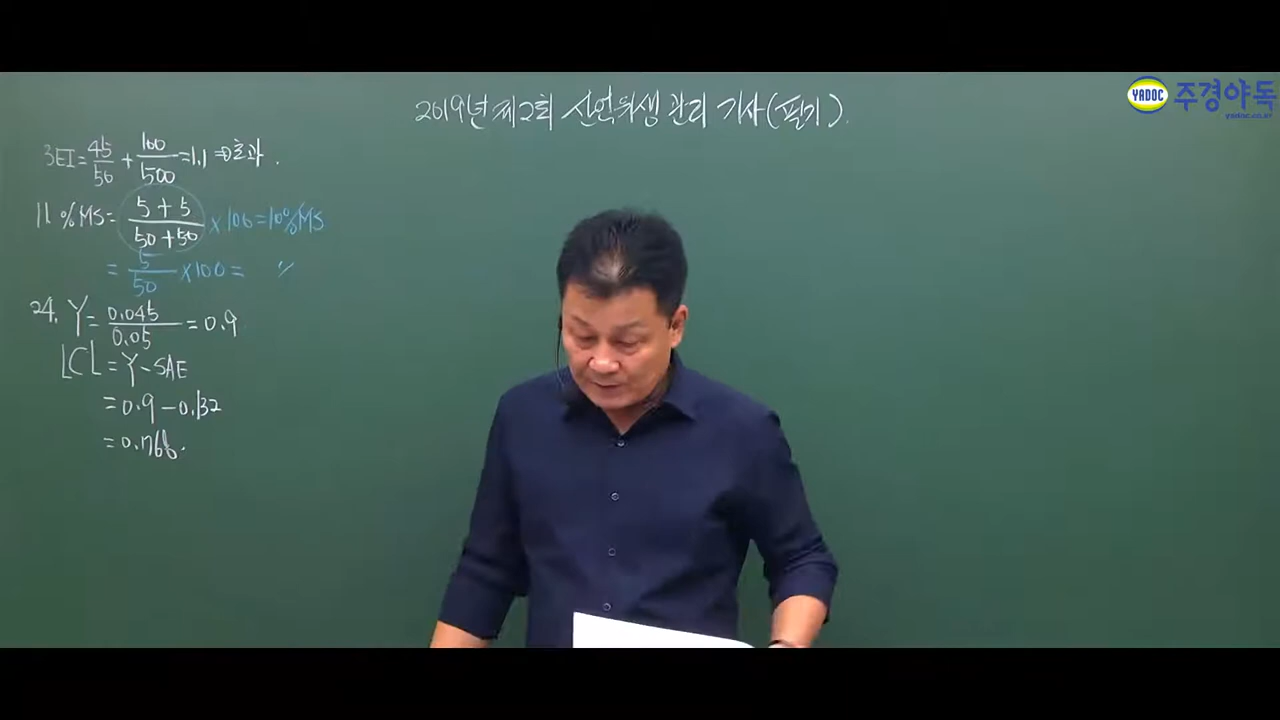 2019년 제2회 산업위생관리기사(필기).
YADOC 주경야독
yadoc.co.kr
3EI = 45/50 + 100/500 = 1.1 ⇒ 초과.
11. %MS = 5+5/50+50 ×100 = 10%MS
= 5/50 ×100 = 〃
24. Y = 0.045/0.05 = 0.9
LCL = Y - SAE
= 0.9 - 0.132
= 0.768.